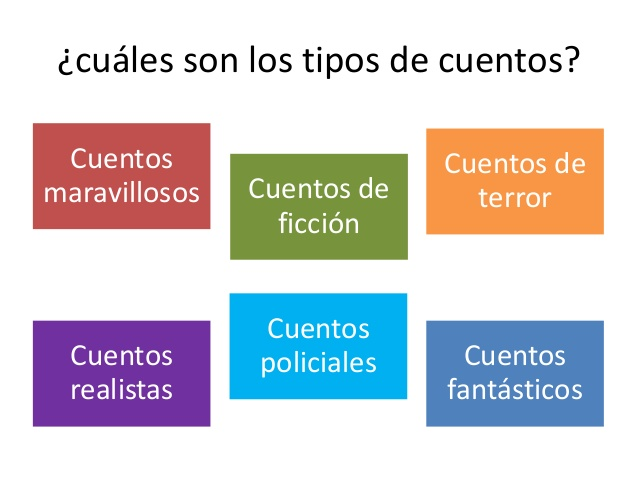 ¿cuáles son los tipos de cuentos?
Cuentos
maravillosos
Cuentos de
ficción
Cuentos de
terror
Cuentos
realistas
Cuentos
policiales
Cuentos
fantásticos